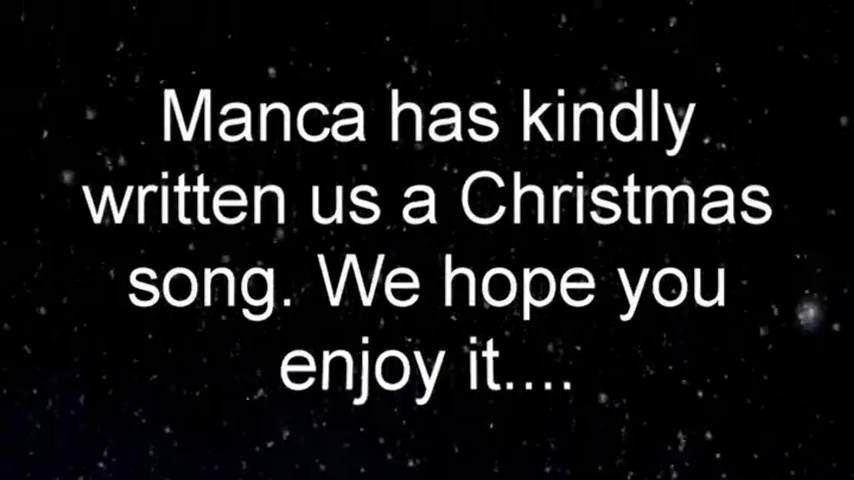 Manca has kindly
written us a Christmas
song. We hope you
enjoy it....